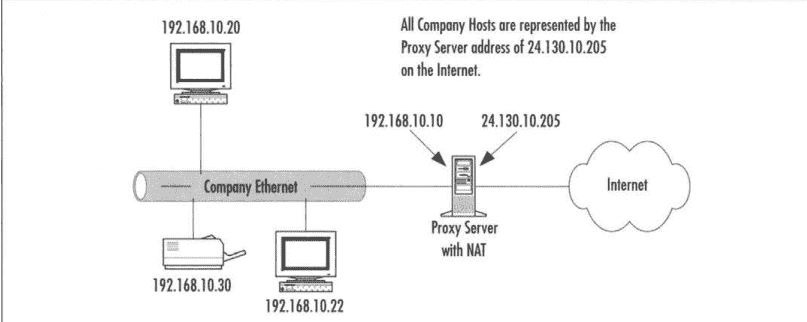 192.168.10.20
All Company Hosts are represented by the
Proxy Server address of 24.130.10.205
on the Internet.
192.168.10.10
24.130.10.205
Company Ethernet
Internet
Proxy Server
with NAT
192.168.10.30
192.168.10.22